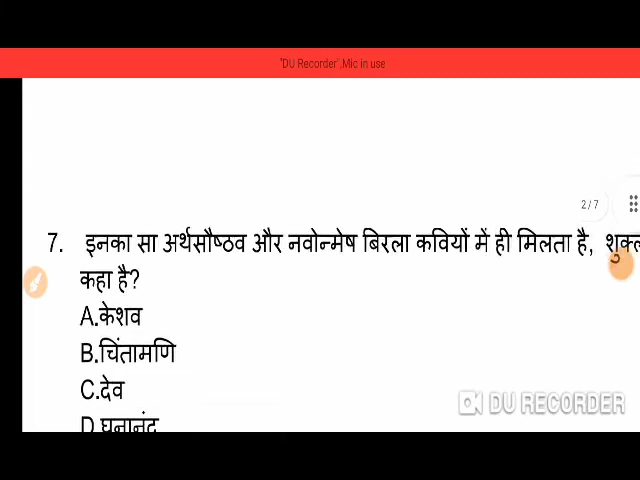 "DU Recorder".Mic in use
2/7
7. इनका सा अर्थसौष्ठव और नवोन्मेष बिरला कवियों में ही मिलता है,
कहा है?
A.केशव
B.चिंतामणि
C.देव
DU RECORDER
D.घनानंद